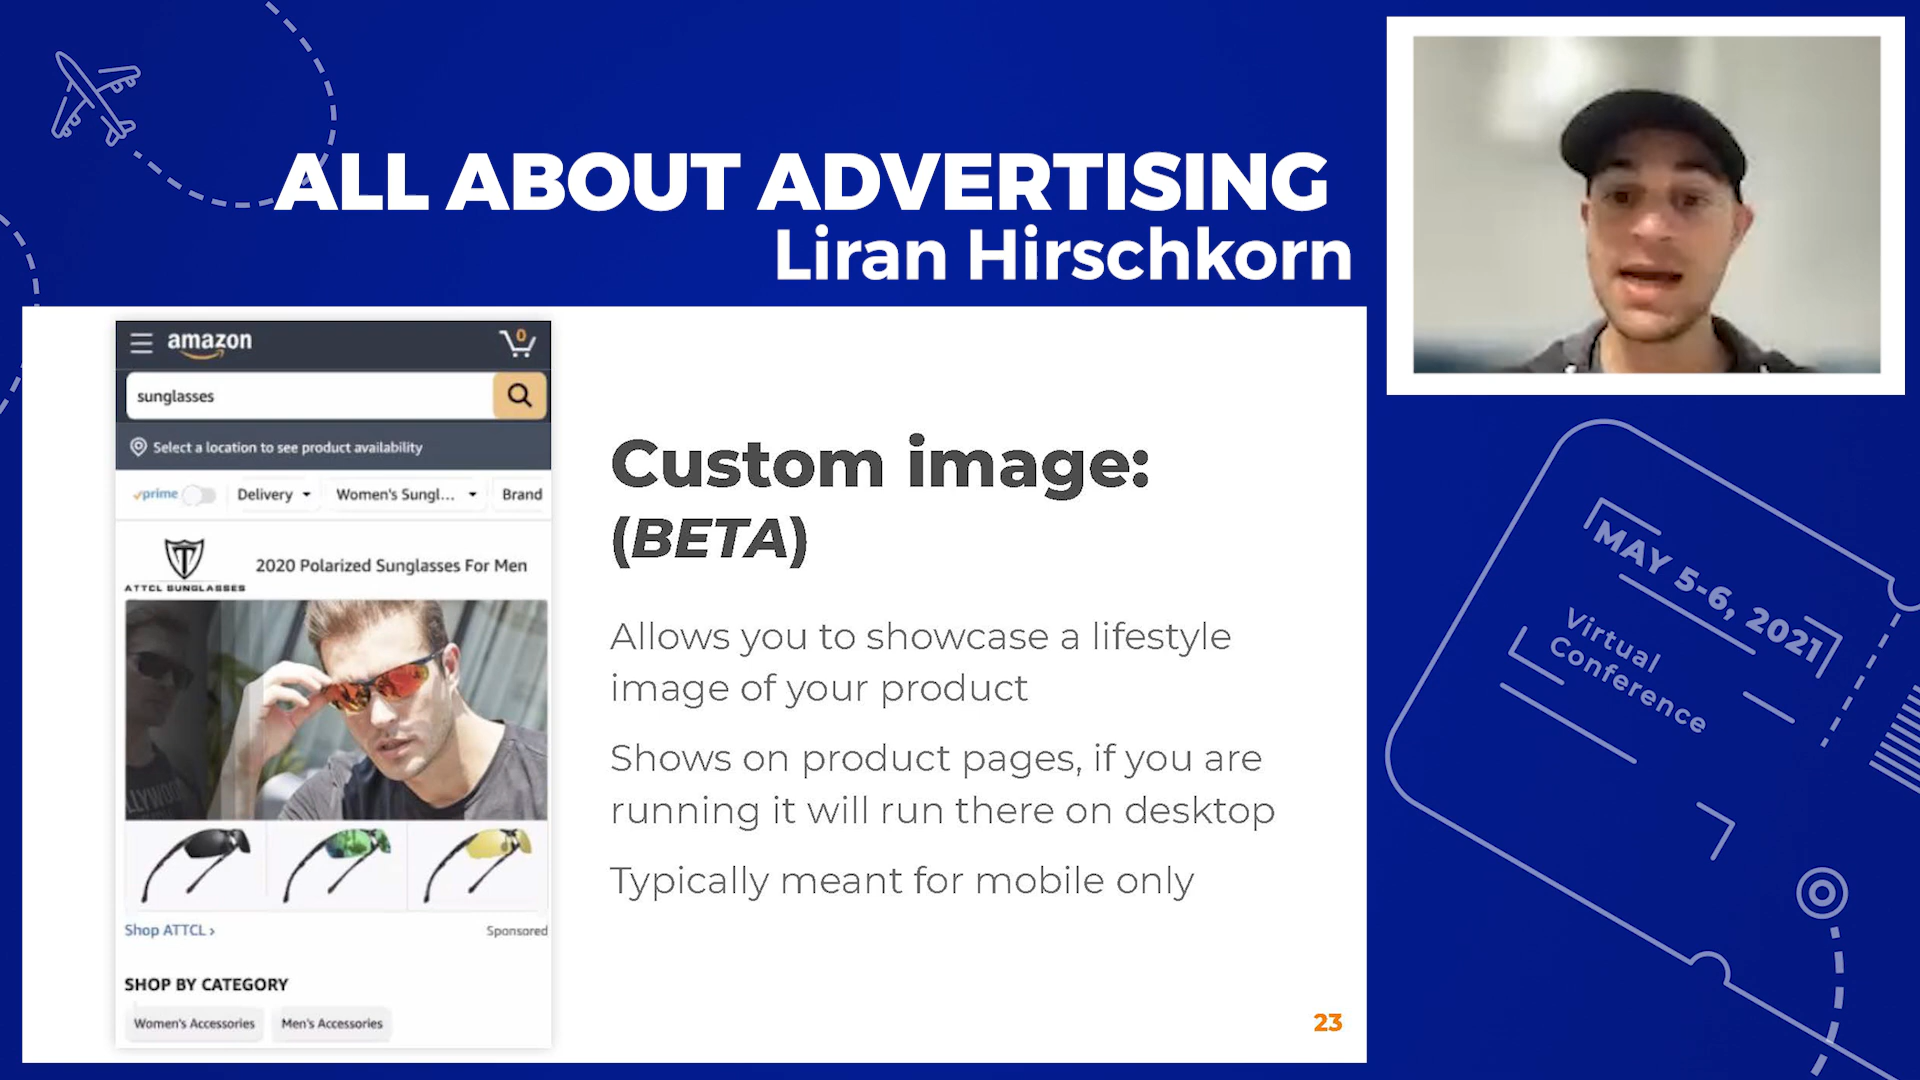 ALL ABOUT ADVERTISING
Liran Hirschkorn
amazon
0
sunglasses
Select a location to see product availability
prime
Delivery
Women's Sungl...
Brand
ATTCL SUNGLASSES
2020 Polarized Sunglasses For Men
Shop ATTCL ›
Sponsored
SHOP BY CATEGORY
Women's Accessories
Men's Accessories
Custom image:
(BETA)
Allows you to showcase a lifestyle
image of your product
Shows on product pages, if you are
running it will run there on desktop
Typically meant for mobile only
23
MAY 5-6, 2021
Virtual
Conference